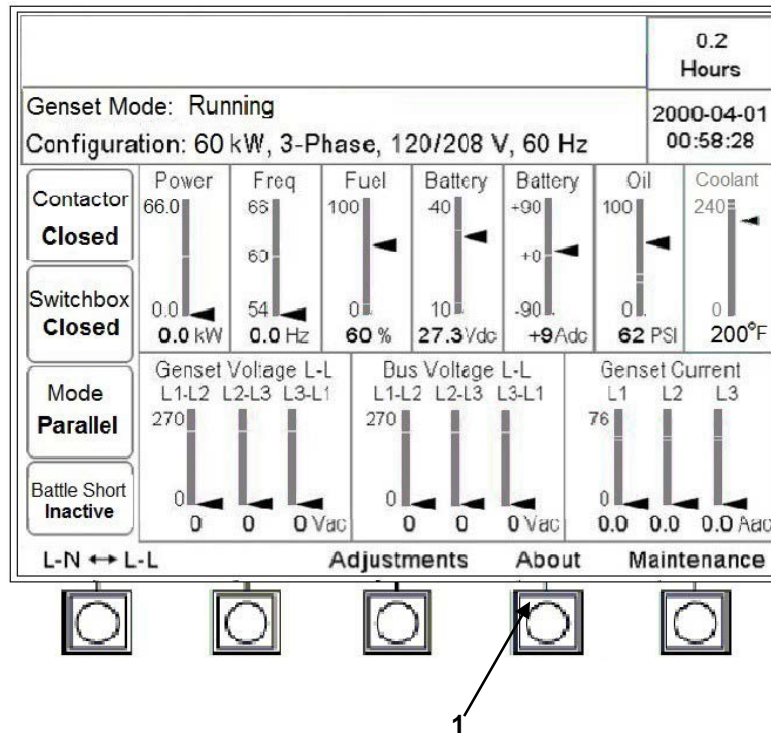 0.2
Hours
Genset Mode: Running
Configuration: 60 kW, 3-Phase, 120/208 V, 60 Hz
2000-04-01
00:58:28
Contactor
Closed
Switchbox
Closed
Mode
Parallel
Battle Short
Inactive
Power Freq Fuel Battery Battery Oil Coolant
66.0 66 100 40 +90 100 240
60 +0
0.0 54 0 10 -90 0 0
0.0 kW 0.0 Hz 60 % 27.3 Vdc +9 Adc 62 PSI 200°F
Genset Voltage L-L Bus Voltage L-L Genset Current
L1-L2 L2-L3 L3-L1 L1-L2 L2-L3 L3-L1 L1 L2 L3
270 270 76
0 0 0
0 0 0 Vac 0 0 0 Vac 0.0 0.0 0.0 Aac
L-N ↔ L-L Adjustments About Maintenance
1